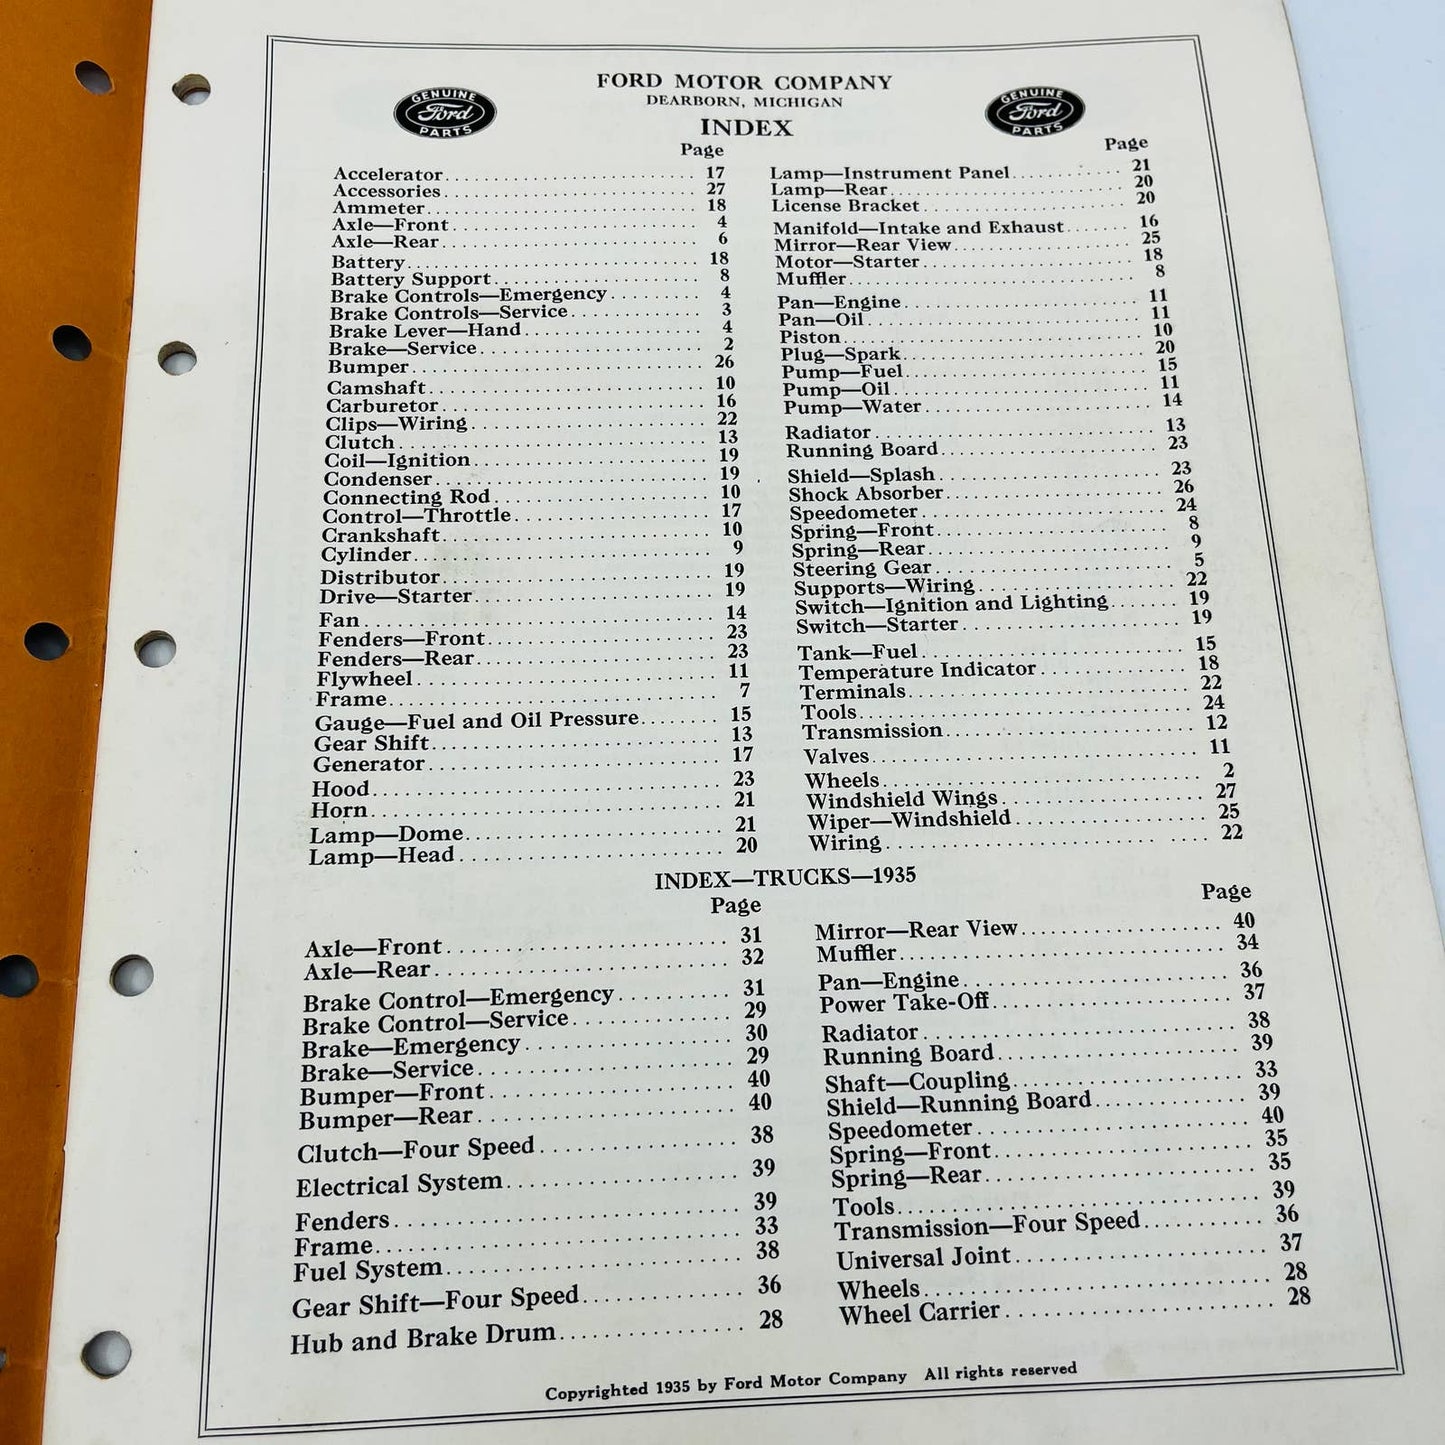 FORD MOTOR COMPANY
DEARBORN, MICHIGAN
GENUINE
Ford
PARTS
GENUINE
Ford
PARTS
INDEX
Page
Accelerator 17
Accessories 27
Ammeter 18
Axle—Front 4
Axle—Rear 6
Battery 18
Battery Support 8
Brake Controls—Emergency 4
Brake Controls—Service 3
Brake Lever—Hand 4
Brake—Service 2
Bumper 26
Camshaft 10
Carburetor 16
Clips—Wiring 22
Clutch 13
Coil—Ignition 19
Condenser 19
Connecting Rod 10
Control—Throttle 17
Crankshaft 10
Cylinder 9
Distributor 19
Drive—Starter 19
Fan 14
Fenders—Front 23
Fenders—Rear 23
Flywheel 11
Frame 7
Gauge—Fuel and Oil Pressure 15
Gear Shift 13
Generator 17
Hood 23
Horn 21
Lamp—Dome 21
Lamp—Head 20
Page
Lamp—Instrument Panel 21
Lamp—Rear 20
License Bracket 20
Manifold—Intake and Exhaust 16
Mirror—Rear View 25
Motor—Starter 18
Muffler 8
Pan—Engine 11
Pan—Oil 11
Piston 10
Plug—Spark 20
Pump—Fuel 15
Pump—Oil 11
Pump—Water 14
Radiator 13
Running Board 23
Shield—Splash 23
Shock Absorber 26
Speedometer 24
Spring—Front 8
Spring—Rear 9
Steering Gear 5
Supports—Wiring 22
Switch—Ignition and Lighting 19
Switch—Starter 19
Tank—Fuel 15
Temperature Indicator 18
Terminals 22
Tools 24
Transmission 12
Valves 11
Wheels 2
Windshield Wings 27
Wiper—Windshield 25
Wiring 22
INDEX—TRUCKS—1935
Page
Axle—Front 31
Axle—Rear 32
Brake Control—Emergency 31
Brake Control—Service 29
Brake—Emergency 30
Brake—Service 29
Bumper—Front 40
Bumper—Rear 40
Clutch—Four Speed 38
Electrical System 39
Fenders 39
Frame 33
Fuel System 38
Gear Shift—Four Speed 36
Hub and Brake Drum 28
Page
Mirror—Rear View 40
Muffler 34
Pan—Engine 36
Power Take-Off 37
Radiator 38
Running Board 39
Shaft—Coupling 33
Shield—Running Board 39
Speedometer 40
Spring—Front 35
Spring—Rear 35
Tools 39
Transmission—Four Speed 36
Universal Joint 37
Wheels 28
Wheel Carrier 28
Copyrighted 1935 by Ford Motor Company All rights reserved